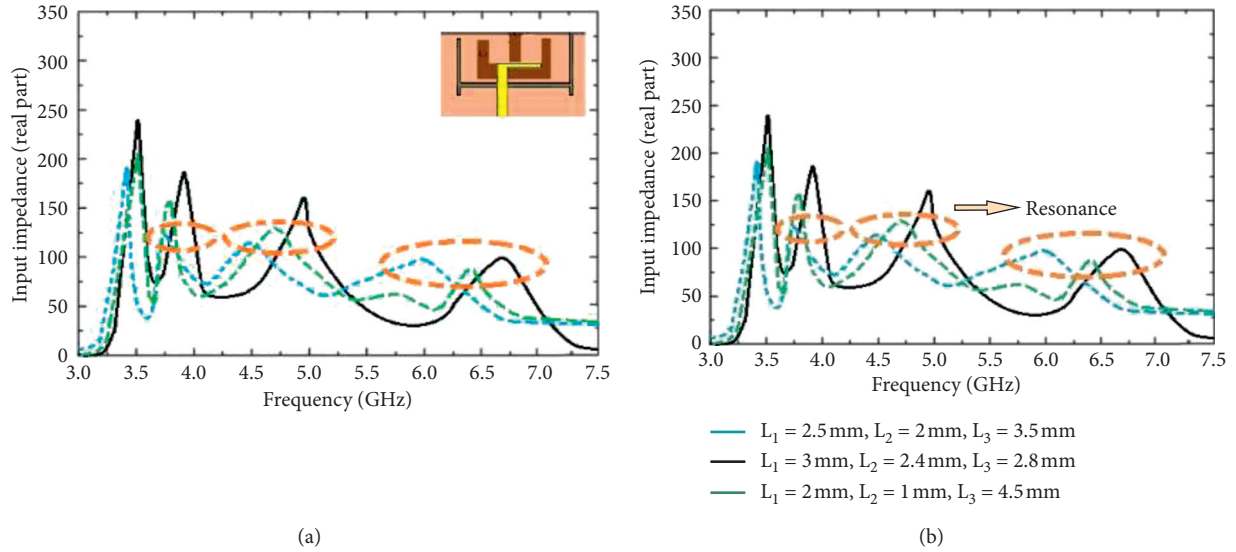 350
300
250
200
150
100
50
0
Input impedance (real part)
3.0 3.5 4.0 4.5 5.0 5.5 6.0 6.5 7.0 7.5
Frequency (GHz)
(a)
350
300
250
200
150
100
50
0
Input impedance (real part)
Resonance
3.0 3.5 4.0 4.5 5.0 5.5 6.0 6.5 7.0 7.5
Frequency (GHz)
L₁ = 2.5 mm, L₂ = 2 mm, L₃ = 3.5 mm
L₁ = 3 mm, L₂ = 2.4 mm, L₃ = 2.8 mm
L₁ = 2 mm, L₂ = 1 mm, L₃ = 4.5 mm
(b)